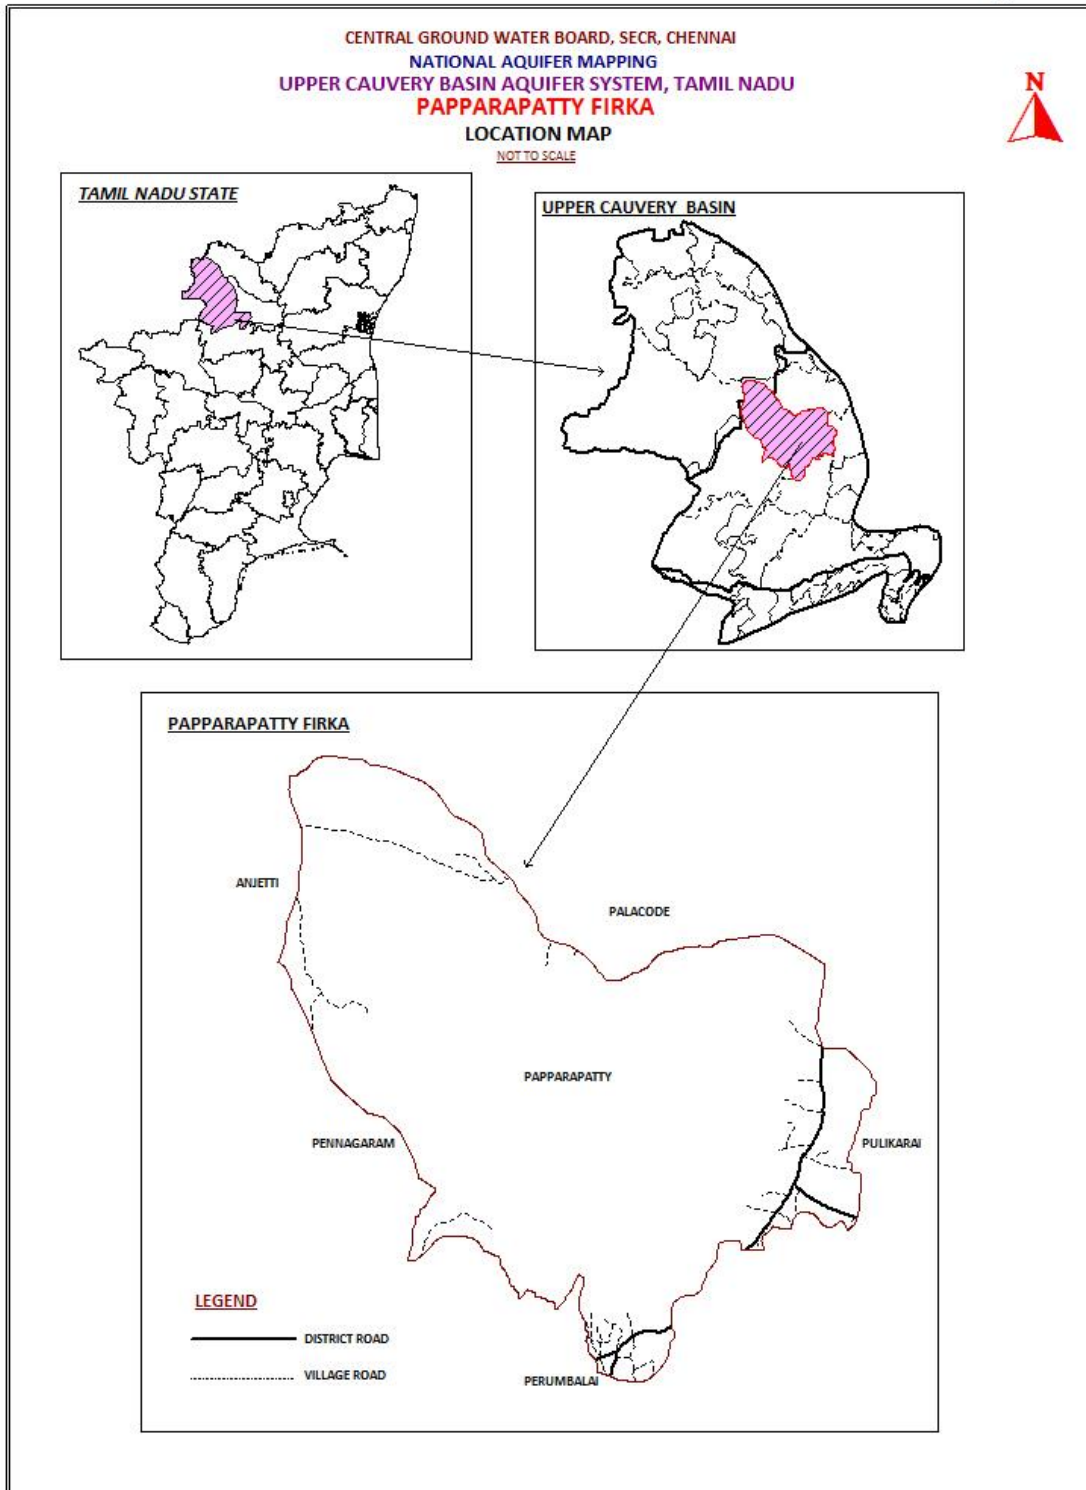 CENTRAL GROUND WATER BOARD, SECR, CHENNAI
NATIONAL AQUIFER MAPPING
UPPER CAUVERY BASIN AQUIFER SYSTEM, TAMIL NADU
PAPPARAPATTY FIRKA
LOCATION MAP
NOT TO SCALE
N
TAMIL NADU STATE
UPPER CAUVERY BASIN
PAPPARAPATTY FIRKA
ANJETTI
PALACODE
PAPPARAPATTY
PENNAGARAM
PULIKARAI
LEGEND
DISTRICT ROAD
VILLAGE ROAD
PERUMBALAI